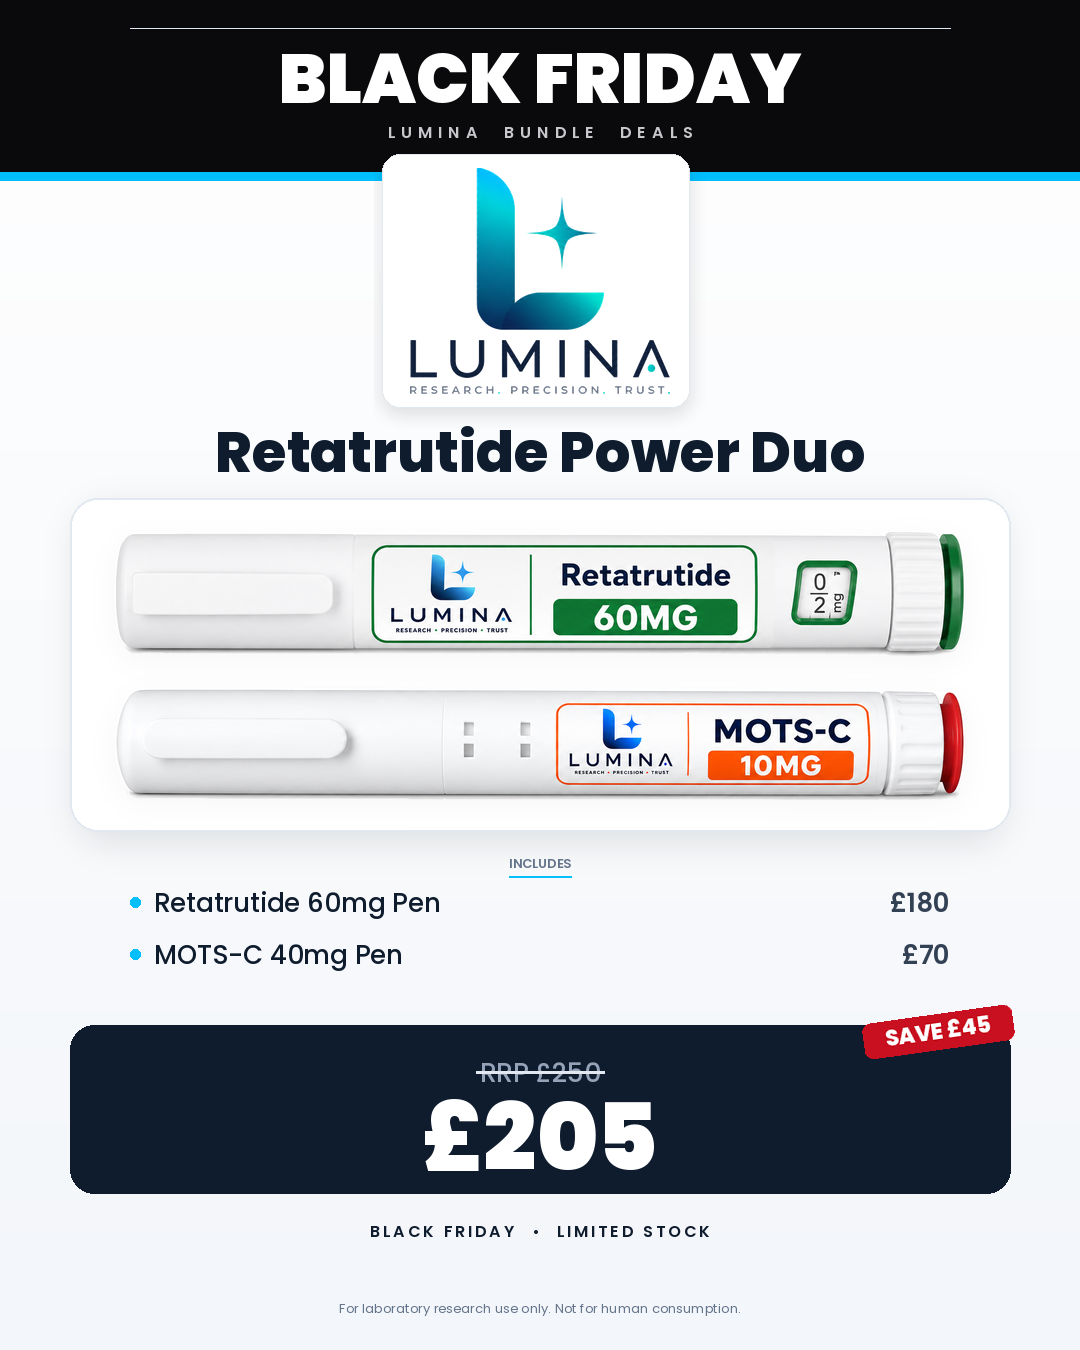 BLACK FRIDAY
LUMINA BUNDLE DEALS
LUMINA
RESEARCH. PRECISION. TRUST.
Retatrutide Power Duo
LUMINA
RESEARCH • PRECISION • TRUST
Retatrutide
60MG
0
2
mg
LUMINA
RESEARCH • PRECISION • TRUST
MOTS-C
10MG
INCLUDES
Retatrutide 60mg Pen £180
MOTS-C 40mg Pen £70
SAVE £45
RRP £250
£205
BLACK FRIDAY • LIMITED STOCK
For laboratory research use only. Not for human consumption.